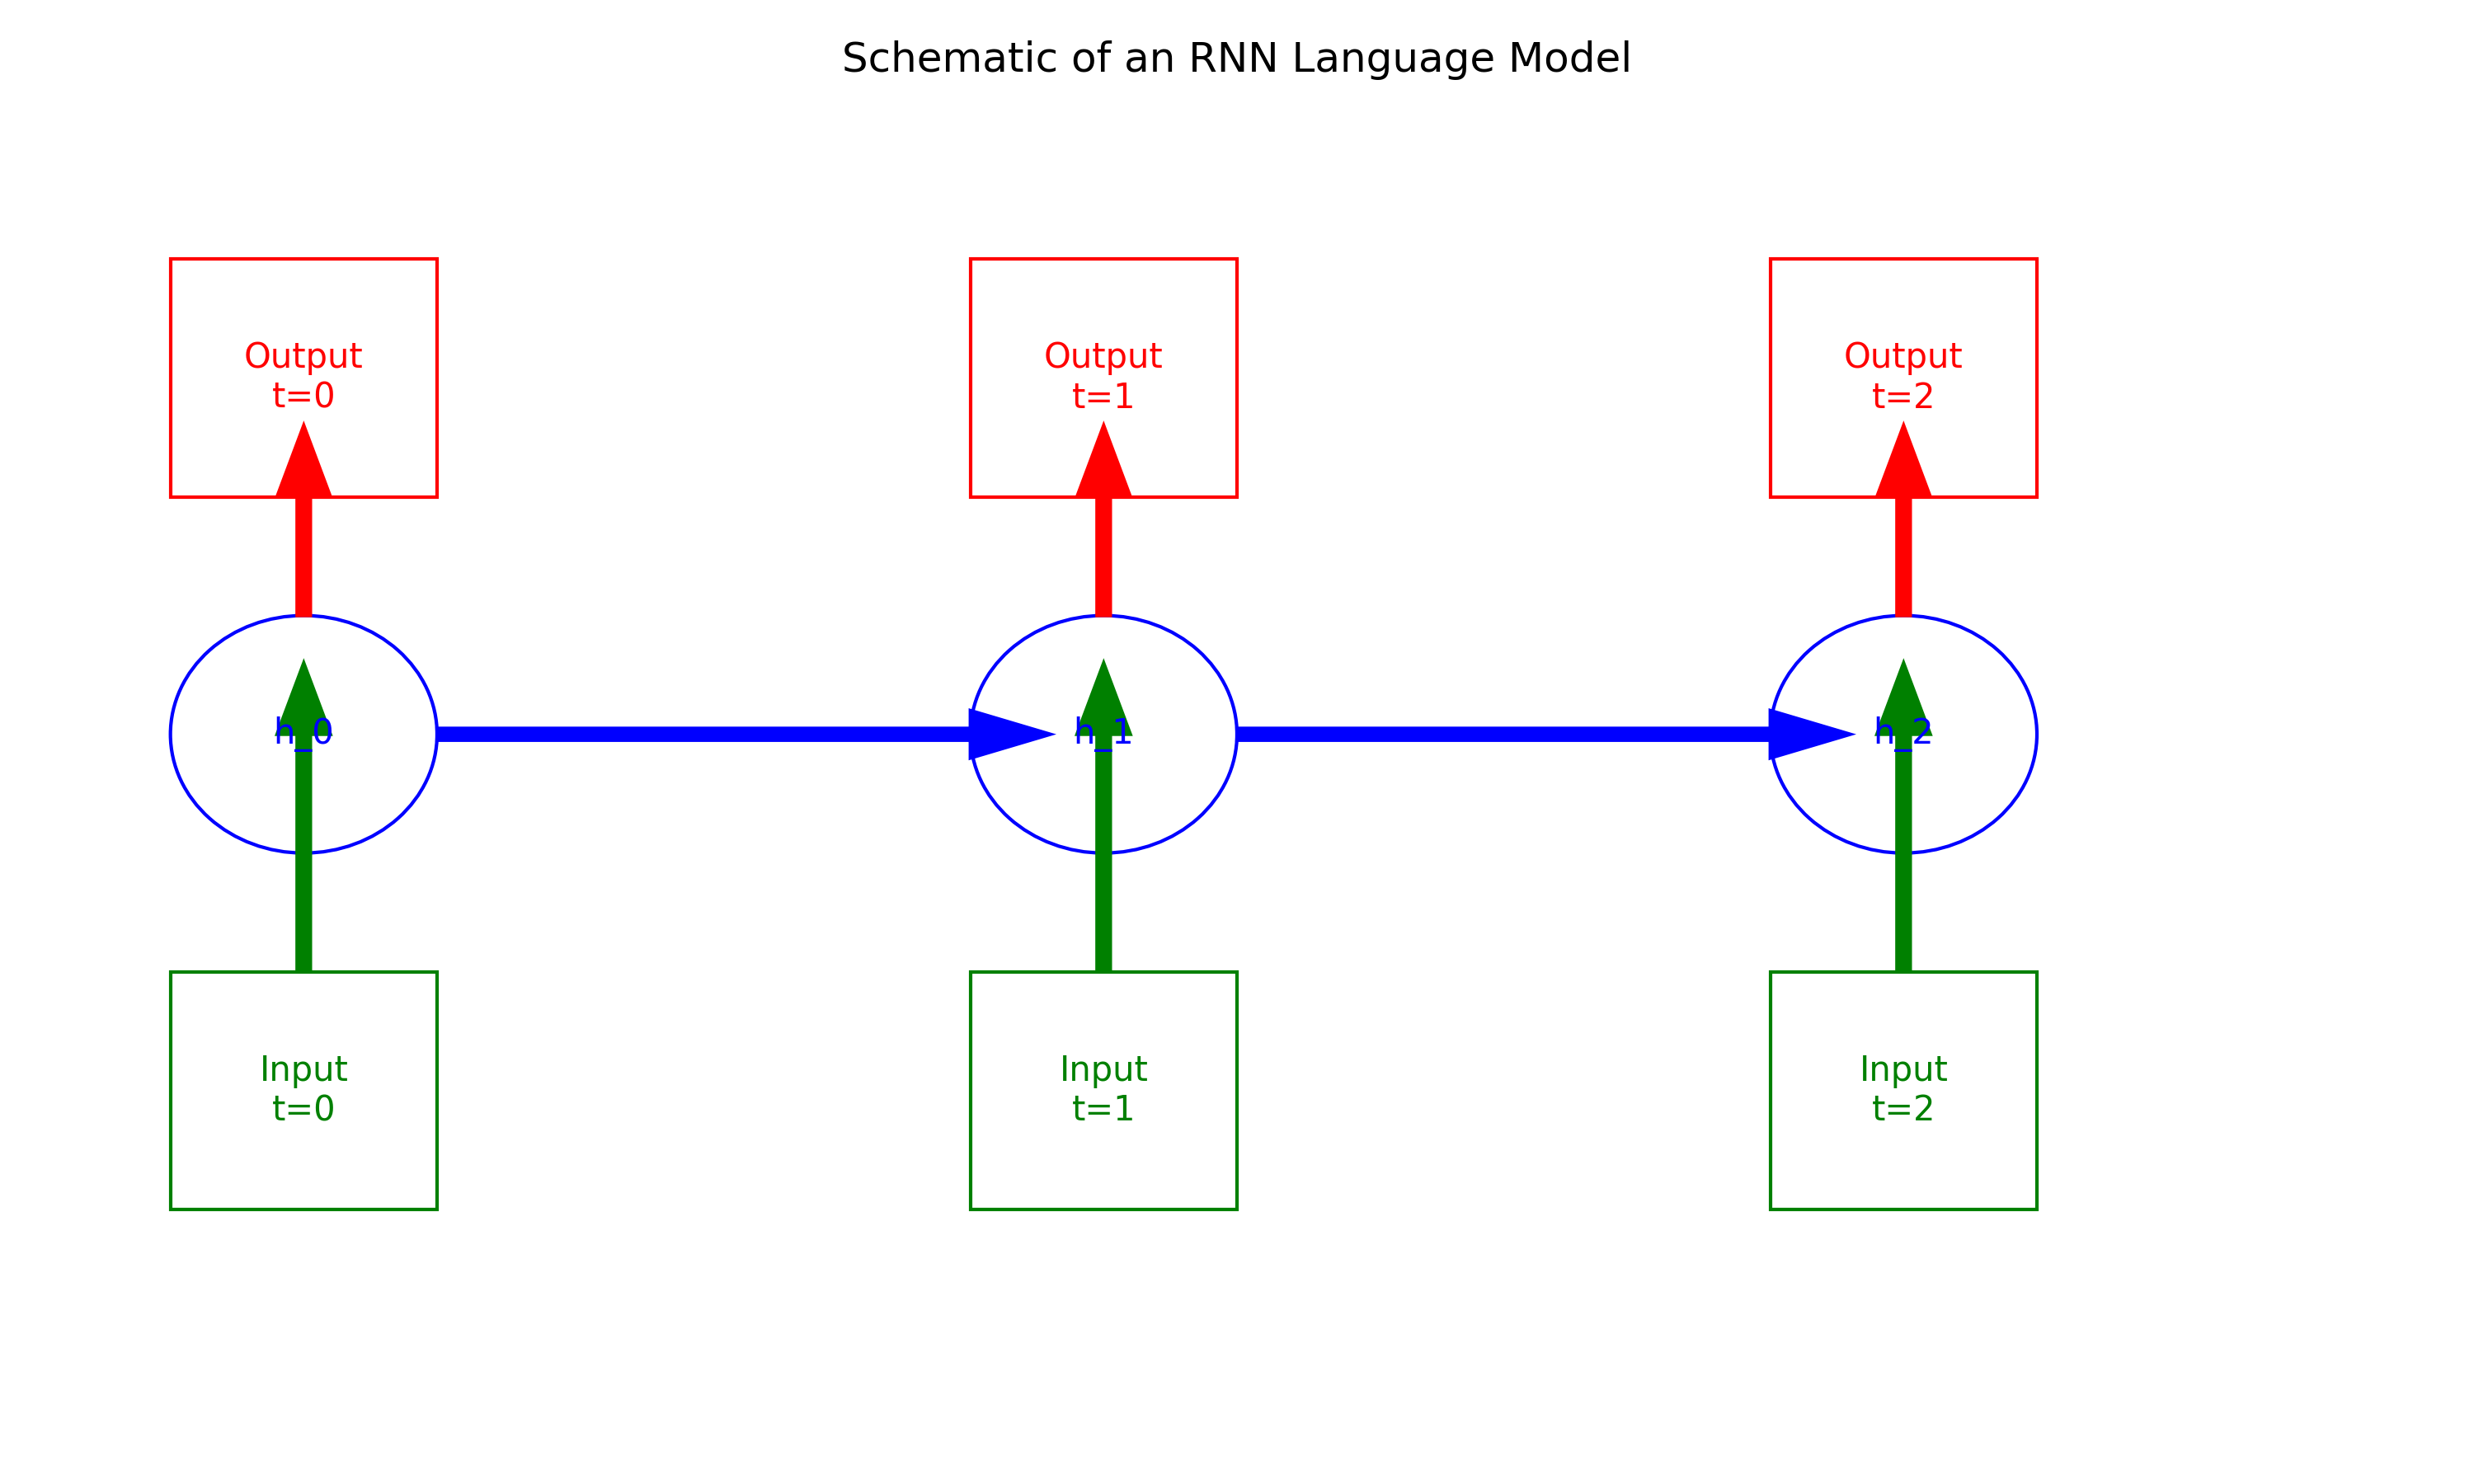 Schematic of an RNN Language Model
Output
t=0
Output
t=1
Output
t=2
h_0
h_1
h_2
Input
t=0
Input
t=1
Input
t=2